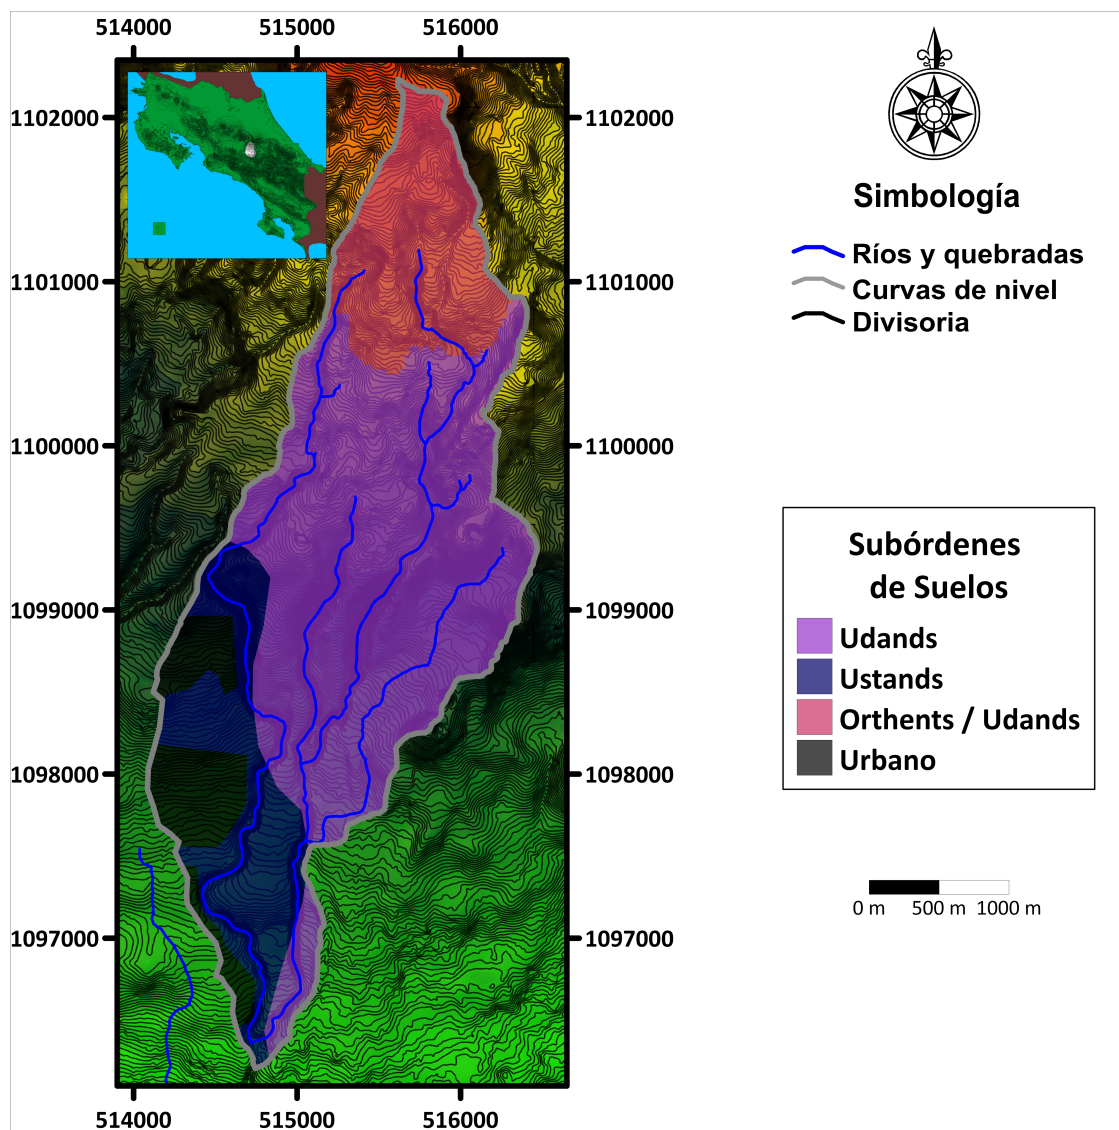 514000 515000 516000
1102000 1102000
1101000 1101000
1100000 1100000
1099000 1099000
1098000 1098000
1097000 1097000
514000 515000 516000
Simbología
Ríos y quebradas
Curvas de nivel
Divisoria
Subórdenes
de Suelos
Udands
Ustands
Orthents / Udands
Urbano
0 m 500 m 1000 m